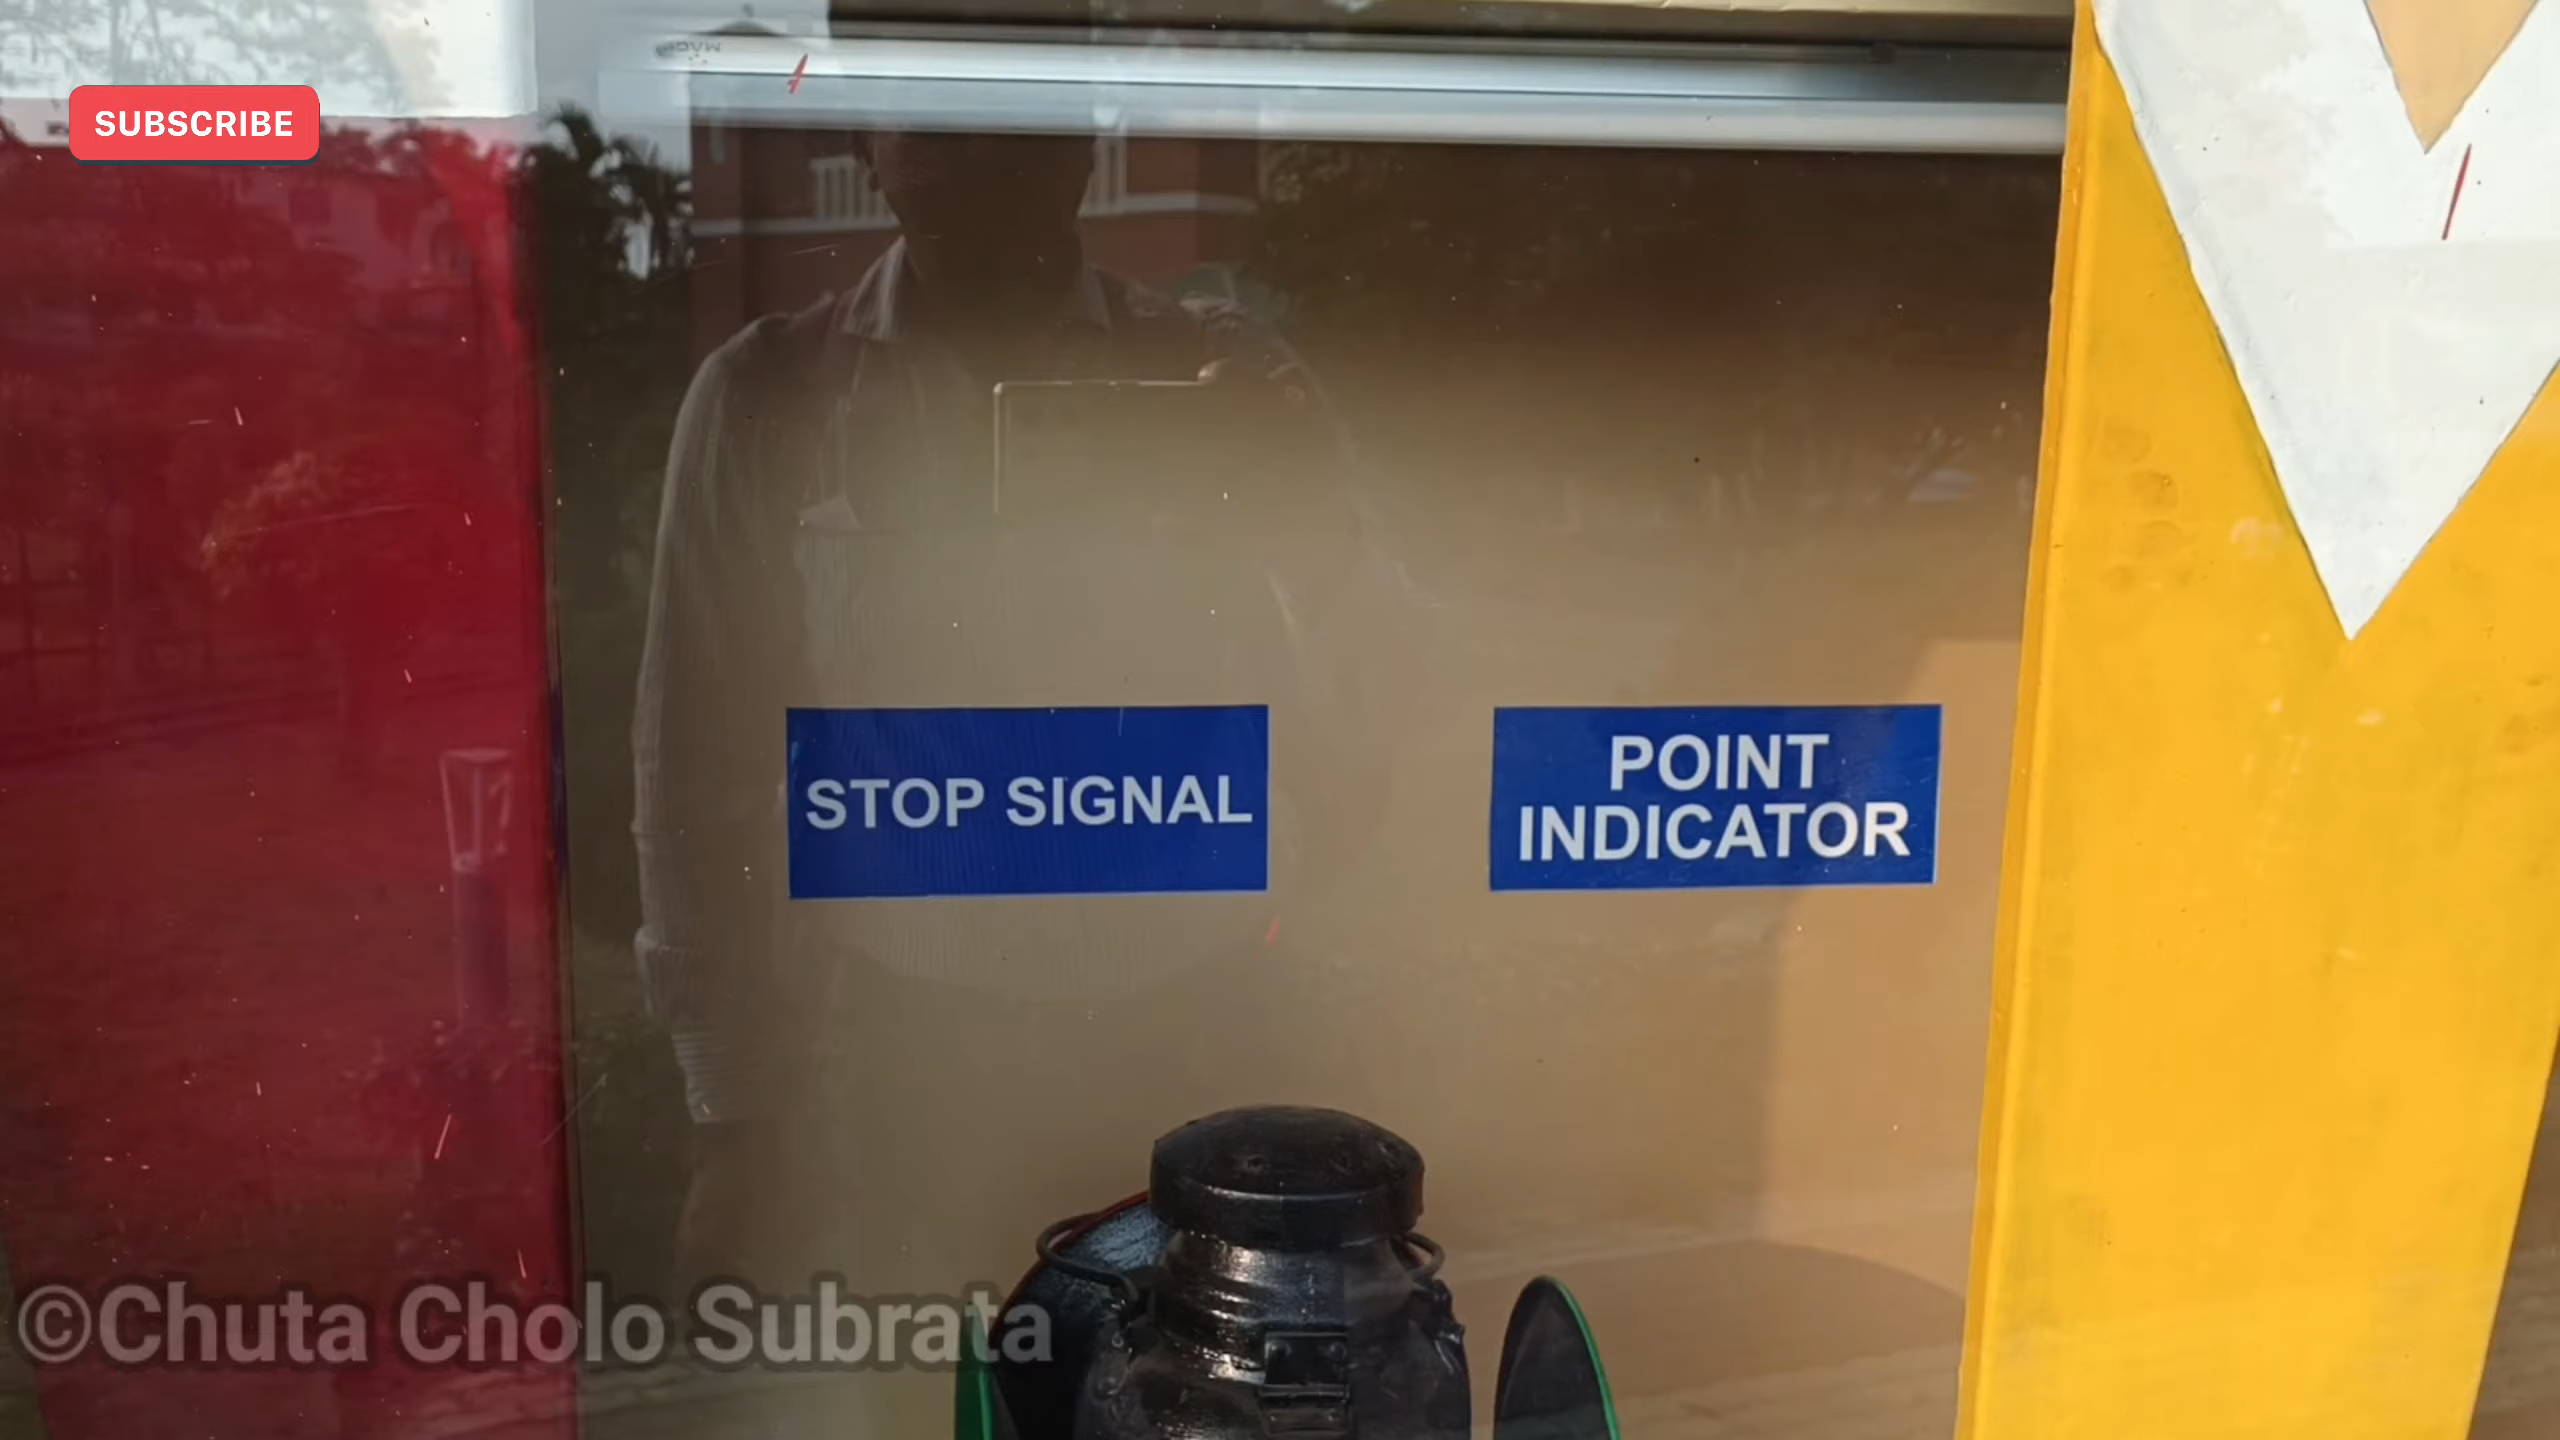 SUBSCRIBE
STOP SIGNAL
POINT
INDICATOR
©Chuta Cholo Subrata